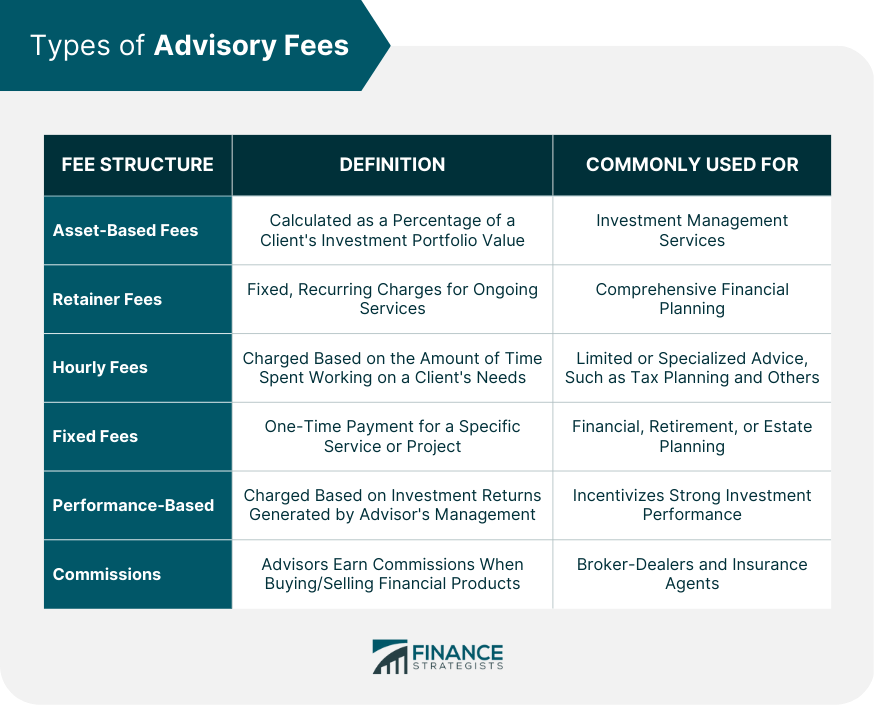 Types of Advisory Fees
FEE STRUCTURE
DEFINITION
COMMONLY USED FOR
Asset-Based Fees
Calculated as a Percentage of a
Client's Investment Portfolio Value
Investment Management
Services
Retainer Fees
Fixed, Recurring Charges for Ongoing
Services
Comprehensive Financial
Planning
Hourly Fees
Charged Based on the Amount of Time
Spent Working on a Client's Needs
Limited or Specialized Advice,
Such as Tax Planning and Others
Fixed Fees
One-Time Payment for a Specific
Service or Project
Financial, Retirement, or Estate
Planning
Performance-Based
Charged Based on Investment Returns
Generated by Advisor's Management
Incentivizes Strong Investment
Performance
Commissions
Advisors Earn Commissions When
Buying/Selling Financial Products
Broker-Dealers and Insurance
Agents
FINANCE
STRATEGISTS